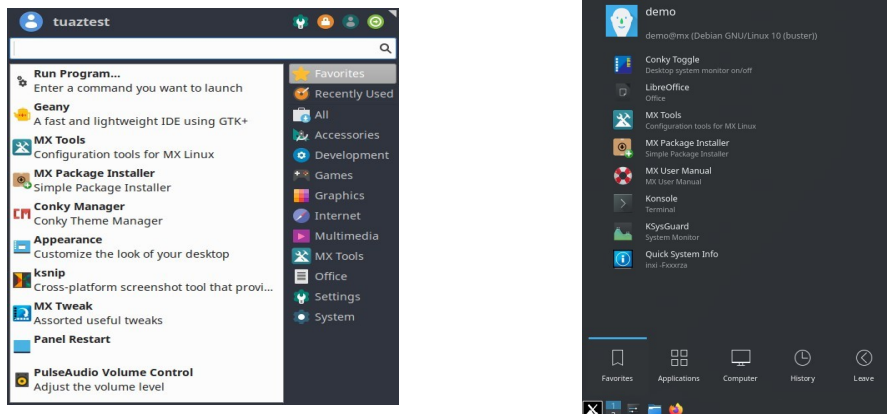 tuaztest
Run Program...
Enter a command you want to launch
Geany
A fast and lightweight IDE using GTK+
MX Tools
Configuration tools for MX Linux
MX Package Installer
Simple Package Installer
Conky Manager
Conky Theme Manager
Appearance
Customize the look of your desktop
ksnip
Cross-platform screenshot tool that provi...
MX Tweak
Assorted useful tweaks
Panel Restart
PulseAudio Volume Control
Adjust the volume level
Favorites
Recently Used
All
Accessories
Development
Games
Graphics
Internet
Multimedia
MX Tools
Office
Settings
System
demo
demo@mx (Debian GNU/Linux 10 (buster))
Conky Toggle
Desktop system monitor on/off
LibreOffice
Office
MX Tools
Configuration tools for MX Linux
MX Package Installer
Simple Package Installer
MX User Manual
MX User Manual
Konsole
Terminal
KSysGuard
System Monitor
Quick System Info
inxi -Fxxxrza
Favorites
Applications
Computer
History
Leave